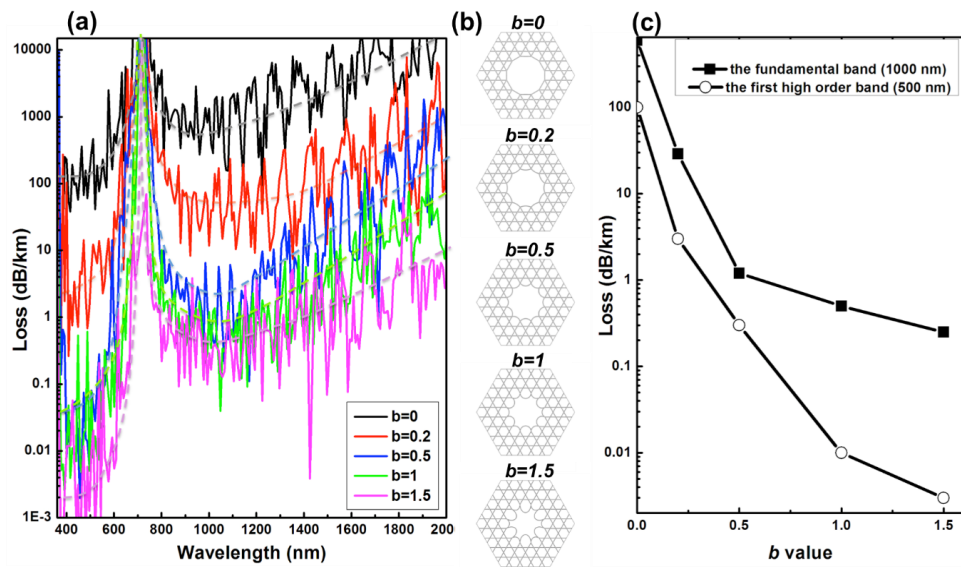 (a)
Loss (dB/km)
10000
1000
100
10
1
0.1
0.01
1E-3
400 600 800 1000 1200 1400 1600 1800 2000
Wavelength (nm)
b=0
b=0.2
b=0.5
b=1
b=1.5
(b)
b=0
b=0.2
b=0.5
b=1
b=1.5
(c)
Loss (dB/km)
100
10
1
0.1
0.01
0.0 0.5 1.0 1.5
b value
the fundamental band (1000 nm)
the first high order band (500 nm)